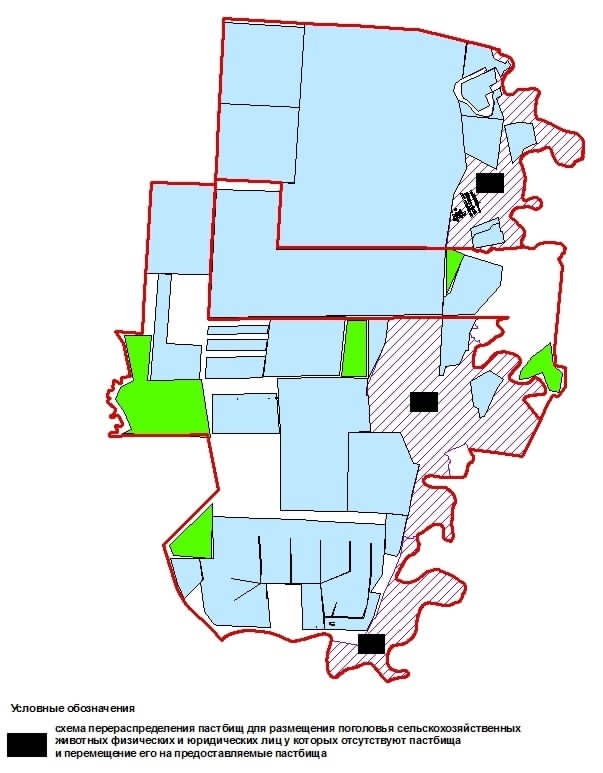 Условные обозначения
схема перераспределения пастбищ для размещения поголовья сельскохозяйственных
животных физических и юридических лиц у которых отсутствуют пастбища
и перемещение его на предоставляемые пастбища